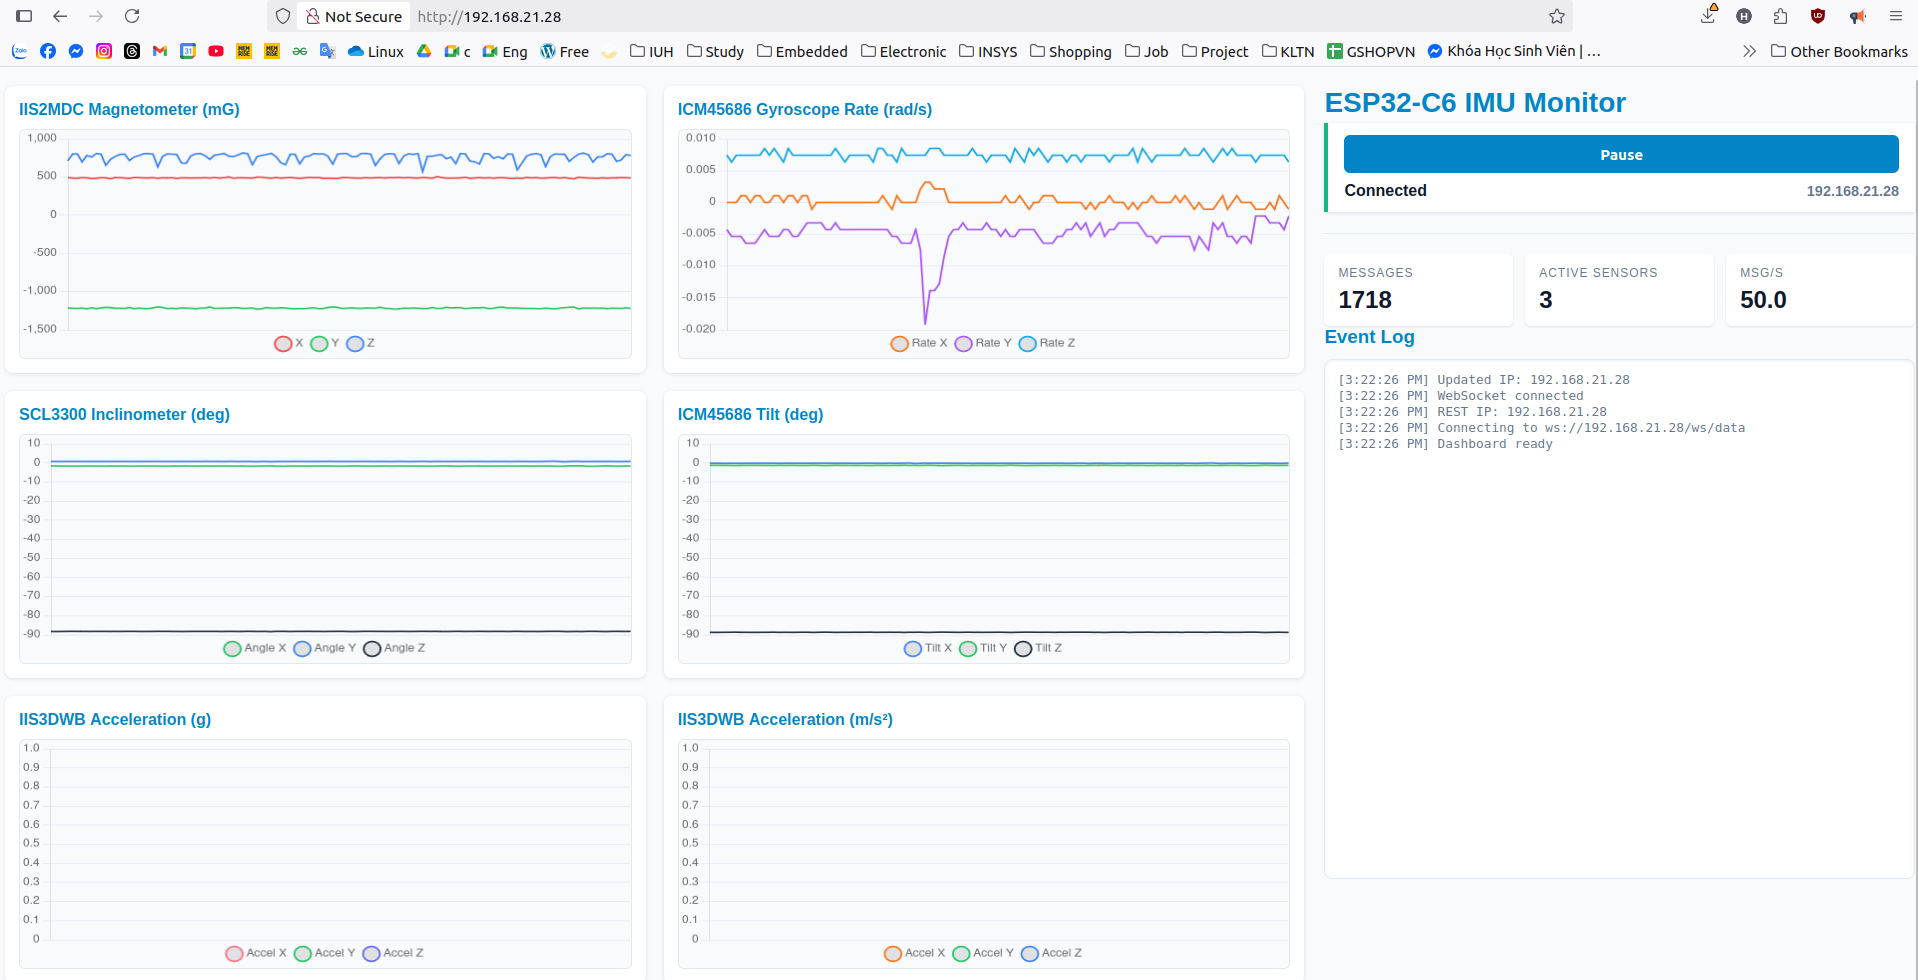 Not Secure http://192.168.21.28
Zalo 31 Linux c Eng Free IUH Study Embedded Electronic INSYS Shopping Job Project KLTN GSHOPVN Khóa Học Sinh Viên | ... Other Bookmarks
IIS2MDC Magnetometer (mG)
1,000
500
0
-500
-1,000
-1,500
X Y Z
ICM45686 Gyroscope Rate (rad/s)
0.010
0.005
0
-0.005
-0.010
-0.015
-0.020
Rate X Rate Y Rate Z
SCL3300 Inclinometer (deg)
10
0
-10
-20
-30
-40
-50
-60
-70
-80
-90
Angle X Angle Y Angle Z
ICM45686 Tilt (deg)
10
0
-10
-20
-30
-40
-50
-60
-70
-80
-90
Tilt X Tilt Y Tilt Z
IIS3DWB Acceleration (g)
1.0
0.9
0.8
0.7
0.6
0.5
0.4
0.3
0.2
0.1
0
Accel X Accel Y Accel Z
IIS3DWB Acceleration (m/s²)
1.0
0.9
0.8
0.7
0.6
0.5
0.4
0.3
0.2
0.1
0
Accel X Accel Y Accel Z
ESP32-C6 IMU Monitor
Pause
Connected 192.168.21.28
MESSAGES
1718
ACTIVE SENSORS
3
MSG/S
50.0
Event Log
[3:22:26 PM] Updated IP: 192.168.21.28
[3:22:26 PM] WebSocket connected
[3:22:26 PM] REST IP: 192.168.21.28
[3:22:26 PM] Connecting to ws://192.168.21.28/ws/data
[3:22:26 PM] Dashboard ready